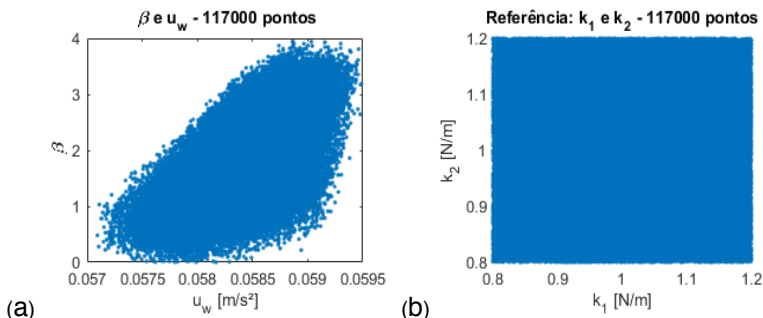 β e u_w - 117000 pontos
4
3
2
1
0
β
0.057 0.0575 0.058 0.0585 0.059 0.0595
u_w [m/s²]
(a)
Referência: k_1 e k_2 - 117000 pontos
1.2
1.1
1
0.9
0.8
k_2 [N/m]
0.8 0.9 1 1.1 1.2
k_1 [N/m]
(b)